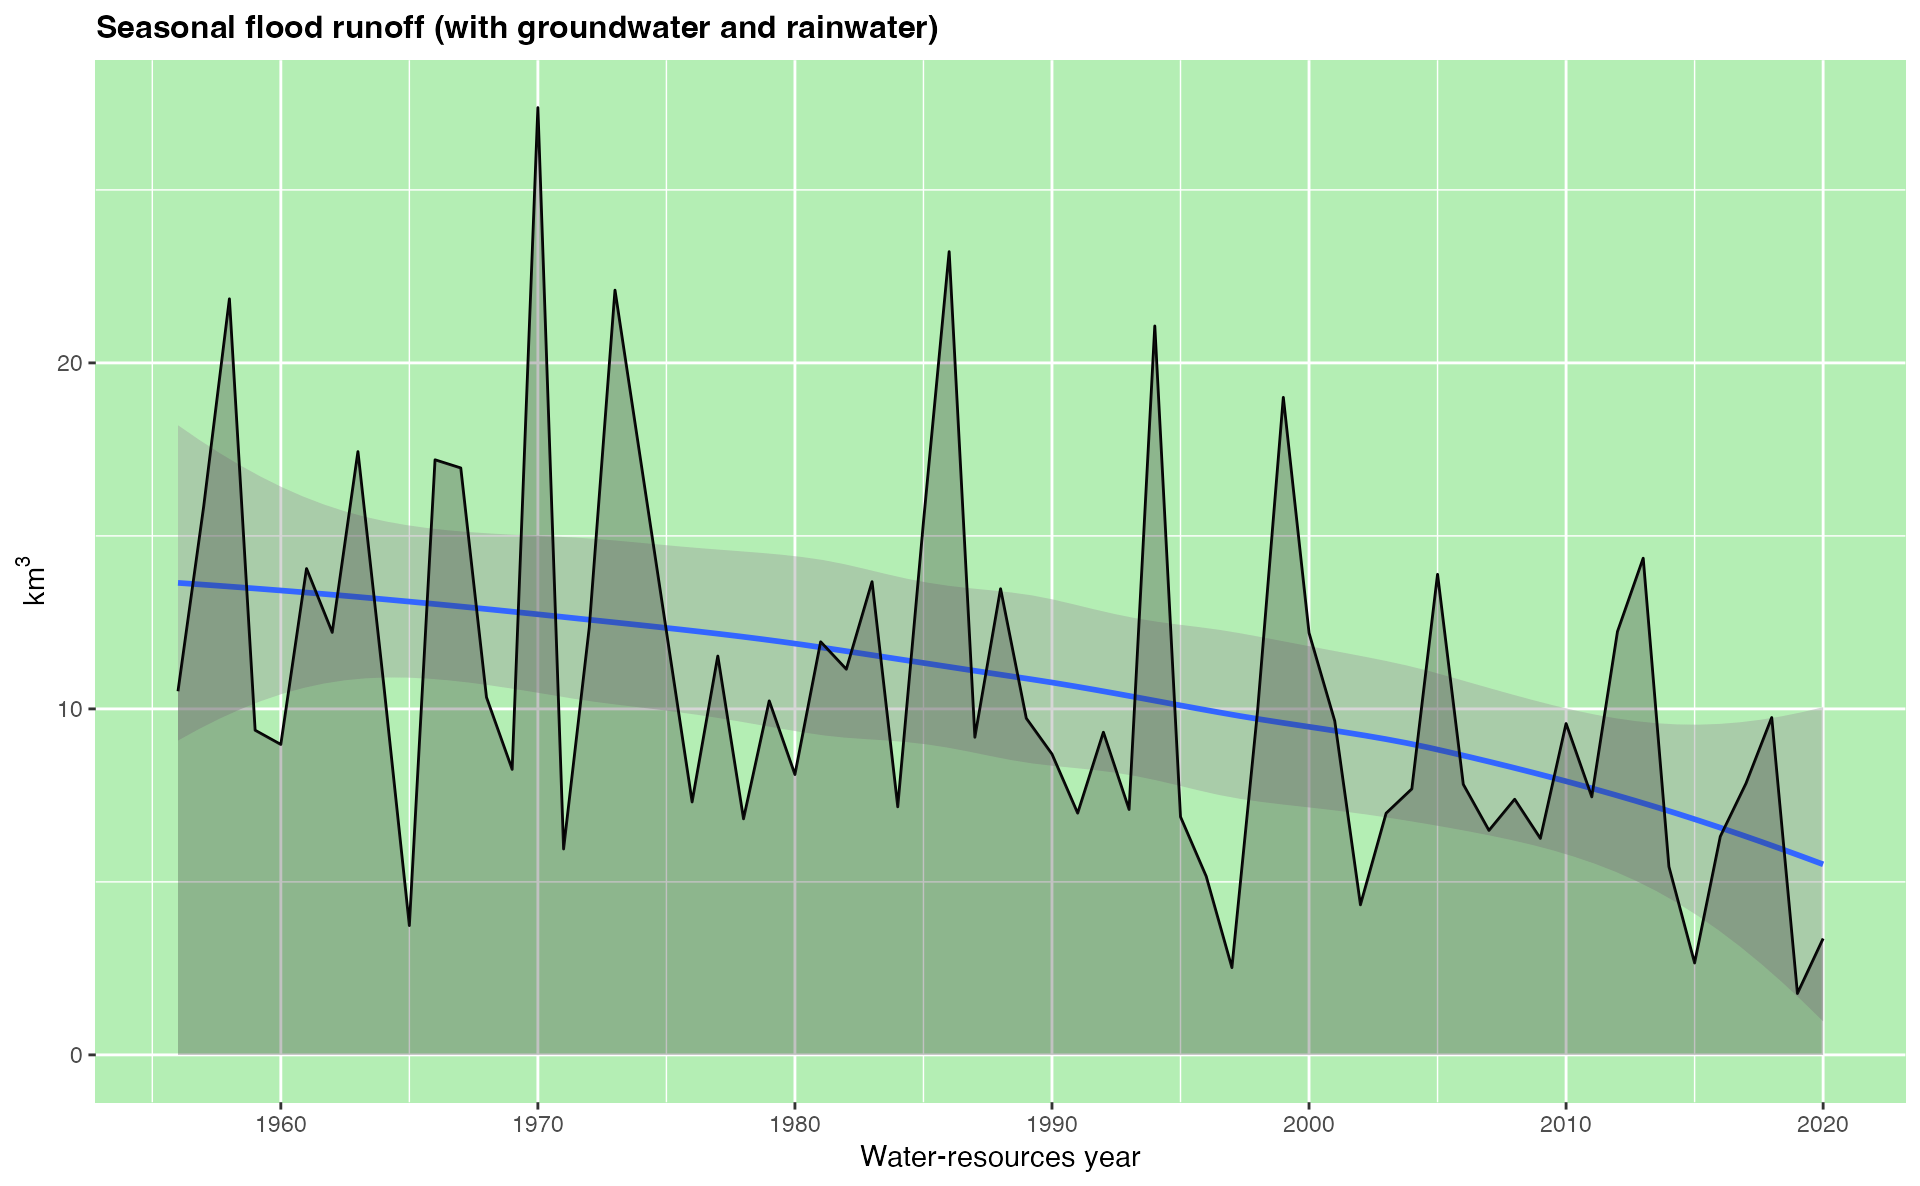 Seasonal flood runoff (with groundwater and rainwater)
km³
20
10
0
1960 1970 1980 1990 2000 2010 2020
Water-resources year